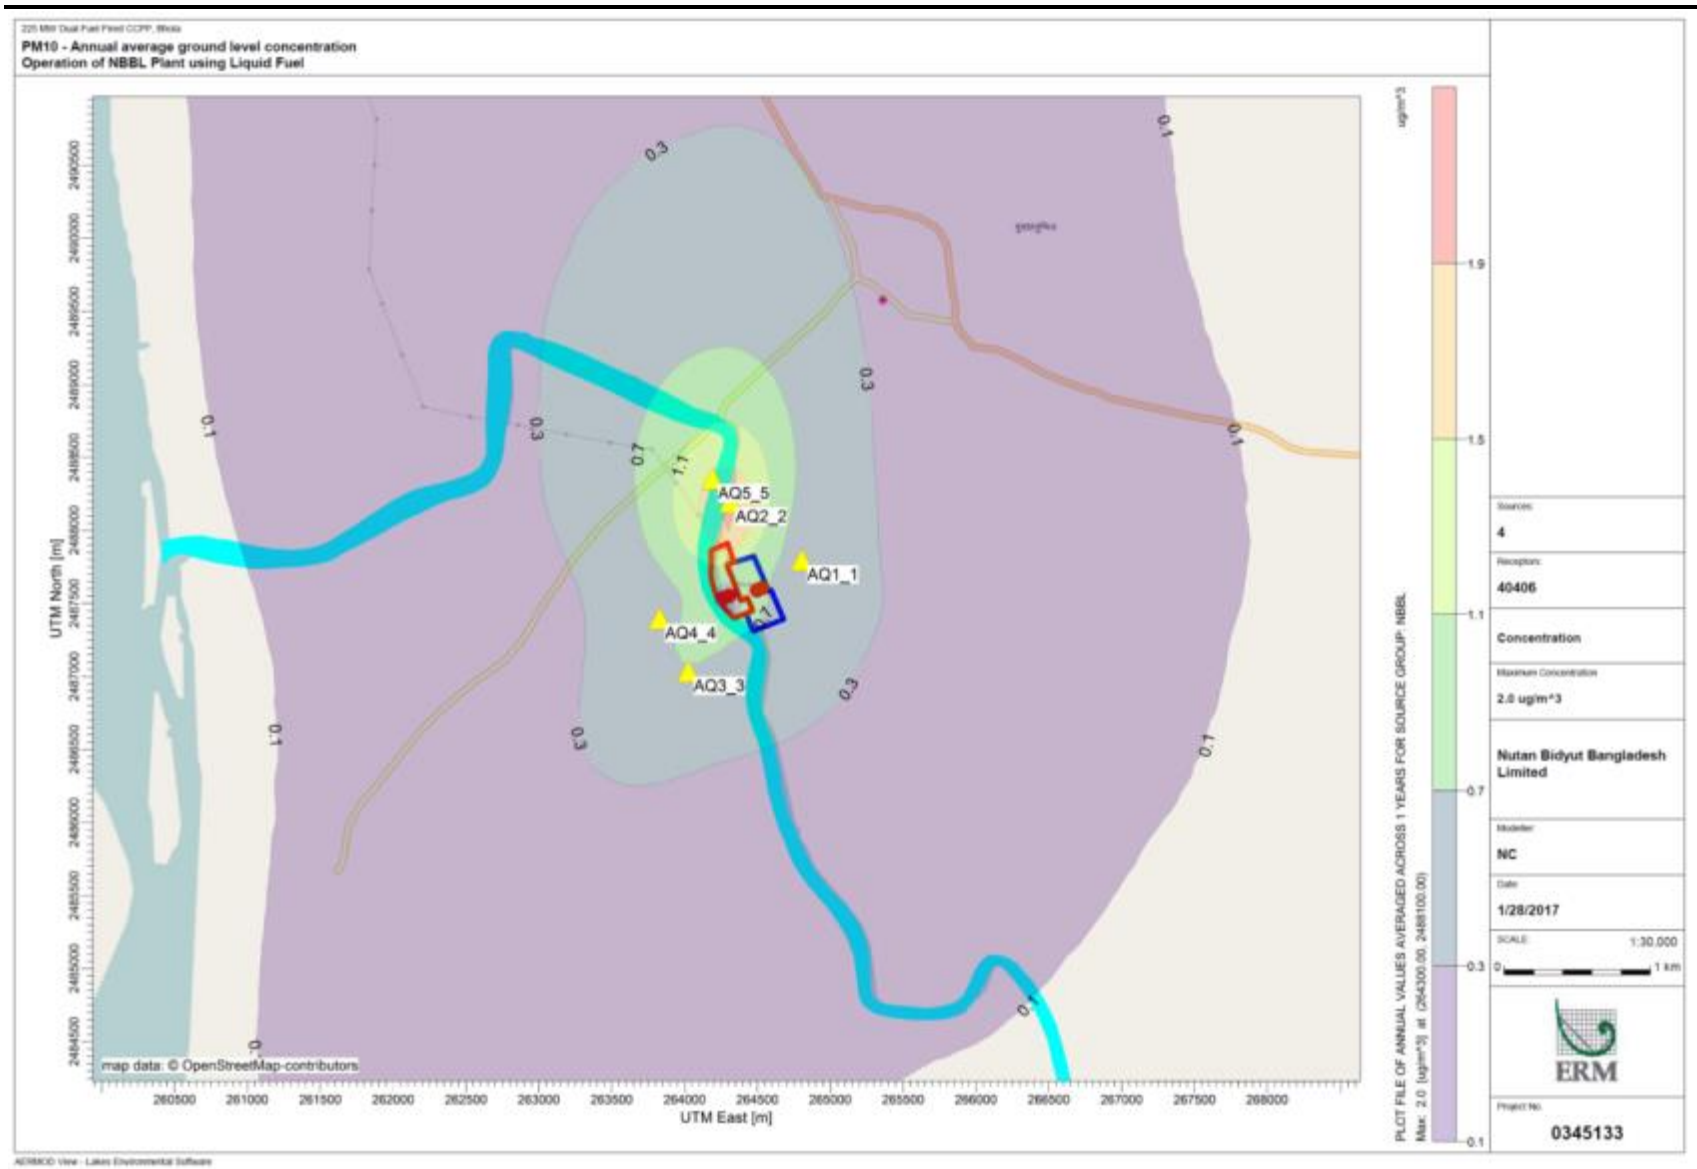 225 MW Dual Fuel Fired CCPP, Bhola
PM10 - Annual average ground level concentration
Operation of NBBL Plant using Liquid Fuel
UTM North [m]
2490500
2490000
2489500
2489000
2488500
2488000
2487500
2487000
2486500
2486000
2485500
2485000
2484500
0.3
0.1
0.3
0.1
0.3
0.7
1.1
0.1
AQ5_5
AQ2_2
AQ1_1
AQ4_4
AQ3_3
0.3
0.3
0.1
0.1
0.1
map data: © OpenStreetMap contributors
260500 261000 261500 262000 262500 263000 263500 264000 264500 265000 265500 266000 266500 267000 267500 268000
UTM East [m]
PLOT FILE OF ANNUAL VALUES AVERAGED ACROSS 1 YEARS FOR SOURCE GROUP: NBBL
Max: 2.0 [ug/m^3] at (264300.00, 2488100.00)
ug/m^3
1.9
1.5
1.1
0.7
0.3
0.1
Sources:
4
Receptors:
40406
Concentration
Maximum Concentration
2.0 ug/m^3
Nutan Bidyut Bangladesh
Limited
Modeller:
NC
Date:
1/28/2017
SCALE: 1:30,000
0 1 km
ERM
Project No.
0345133
AERMOD View - Lakes Environmental Software